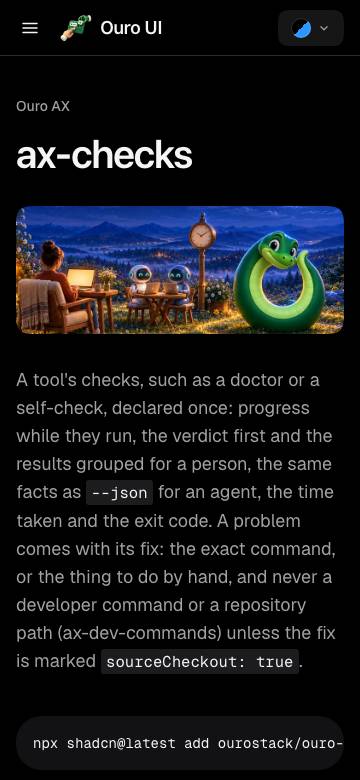 Ouro UI
Ouro AX
ax-checks
A tool's checks, such as a doctor or a
self-check, declared once: progress
while they run, the verdict first and the
results grouped for a person, the same
facts as --json for an agent, the time
taken and the exit code. A problem
comes with its fix: the exact command,
or the thing to do by hand, and never a
developer command or a repository
path (ax-dev-commands) unless the fix
is marked sourceCheckout: true.
npx shadcn@latest add ourostack/ouro-